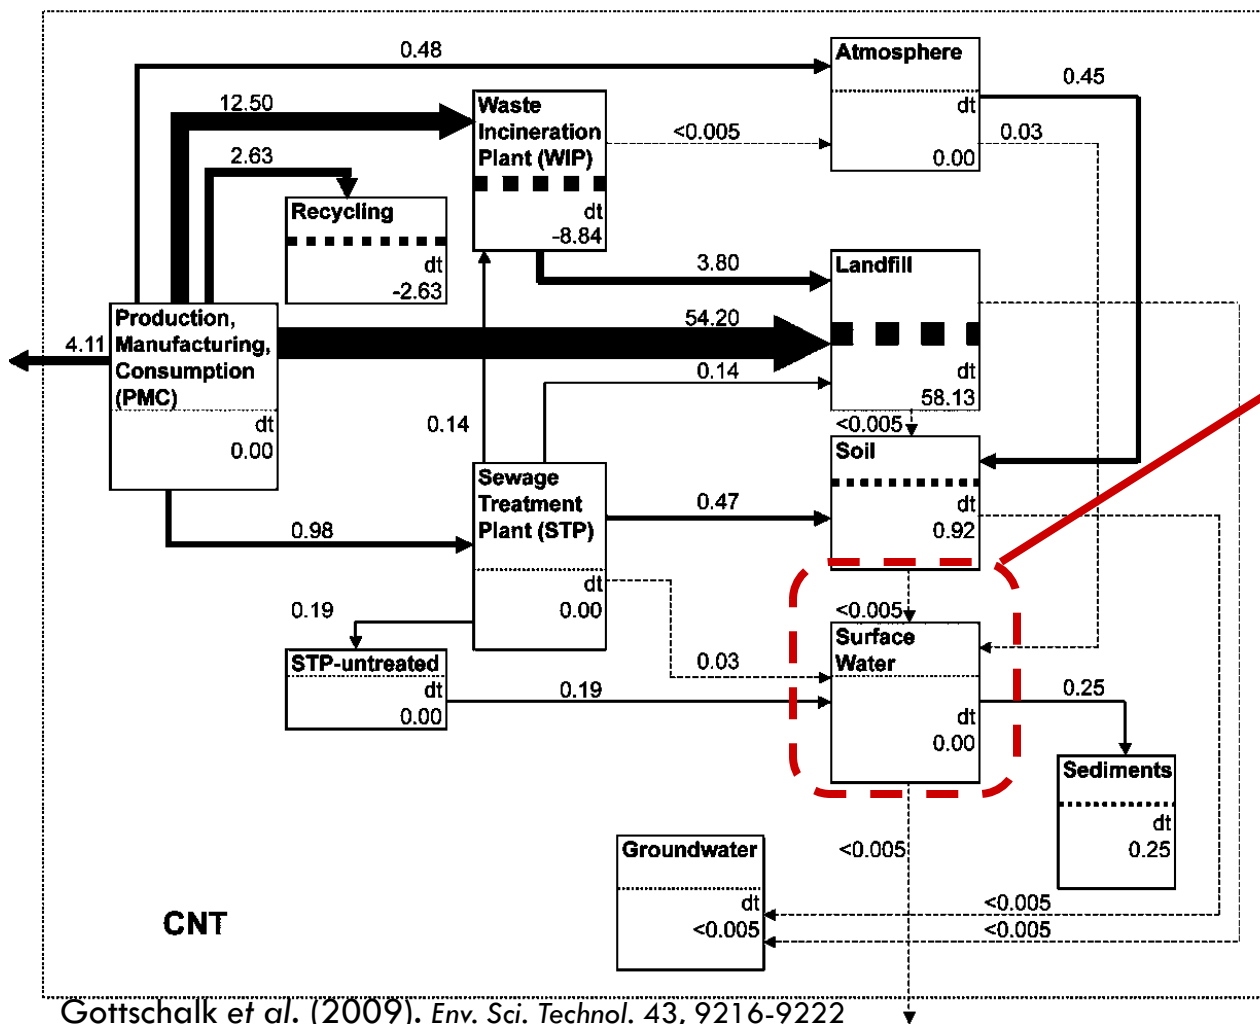 0.48
Atmosphere
0.45
12.50
Waste
Incineration
Plant (WIP)
<0.005
dt
0.03
0.00
2.63
Recycling
dt
-2.63
dt
-8.84
3.80
Landfill
Production,
Manufacturing,
Consumption
(PMC)
4.11
54.20
dt
58.13
0.14
dt
0.00
0.14
<0.005
Soil
Sewage
Treatment
Plant (STP)
0.47
dt
0.92
0.98
dt
0.00
0.19
<0.005
Surface
Water
STP-untreated
dt
0.00
0.03
0.19
0.25
dt
0.00
Sediments
dt
0.25
Groundwater
<0.005
dt
<0.005
<0.005
<0.005
CNT
Gottschalk et al. (2009). Env. Sci. Technol. 43, 9216-9222